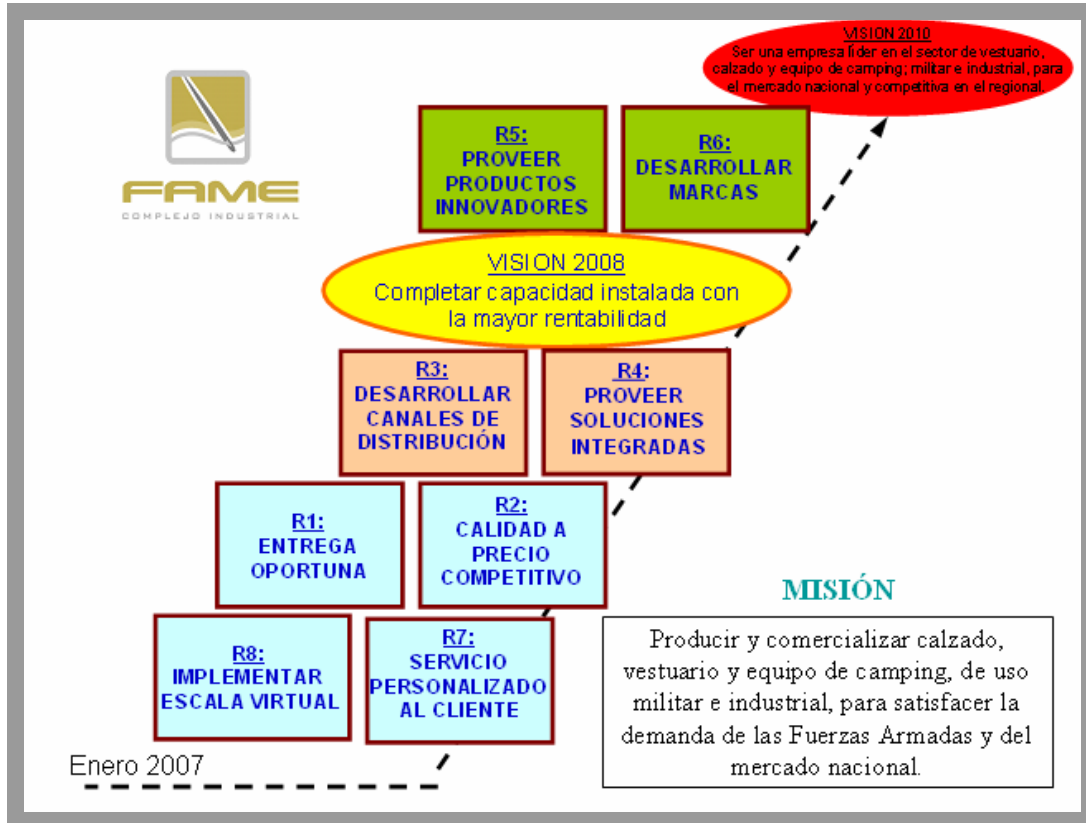 VISION 2010
Ser una empresa líder en el sector de vestuario,
calzado y equipo de camping; militar e industrial, para
el mercado nacional y competitiva en el regional.
FAME
COMPLEJO INDUSTRIAL
R5:
PROVEER
PRODUCTOS
INNOVADORES
R6:
DESARROLLAR
MARCAS
VISION 2008
Completar capacidad instalada con
la mayor rentabilidad
R3:
DESARROLLAR
CANALES DE
DISTRIBUCIÓN
R4:
PROVEER
SOLUCIONES
INTEGRADAS
R1:
ENTREGA
OPORTUNA
R2:
CALIDAD A
PRECIO
COMPETITIVO
R8:
IMPLEMENTAR
ESCALA VIRTUAL
R7:
SERVICIO
PERSONALIZADO
AL CLIENTE
MISIÓN
Producir y comercializar calzado,
vestuario y equipo de camping, de uso
militar e industrial, para satisfacer la
demanda de las Fuerzas Armadas y del
mercado nacional.
Enero 2007